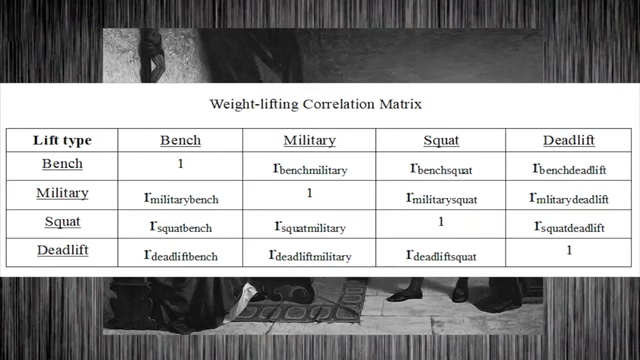 Weight-lifting Correlation Matrix
Lift type Bench Military Squat Deadlift
Bench 1 rbenchmilitary rbenchsquat rbenchdeadlift
Military rmilitarybench 1 rmilitarysquat rmlitarydeadlift
Squat rsquatbench rsquatmilitary 1 rsquatdeadlift
Deadlift rdeadliftbench rdeadliftmilitary rdeadliftsquat 1